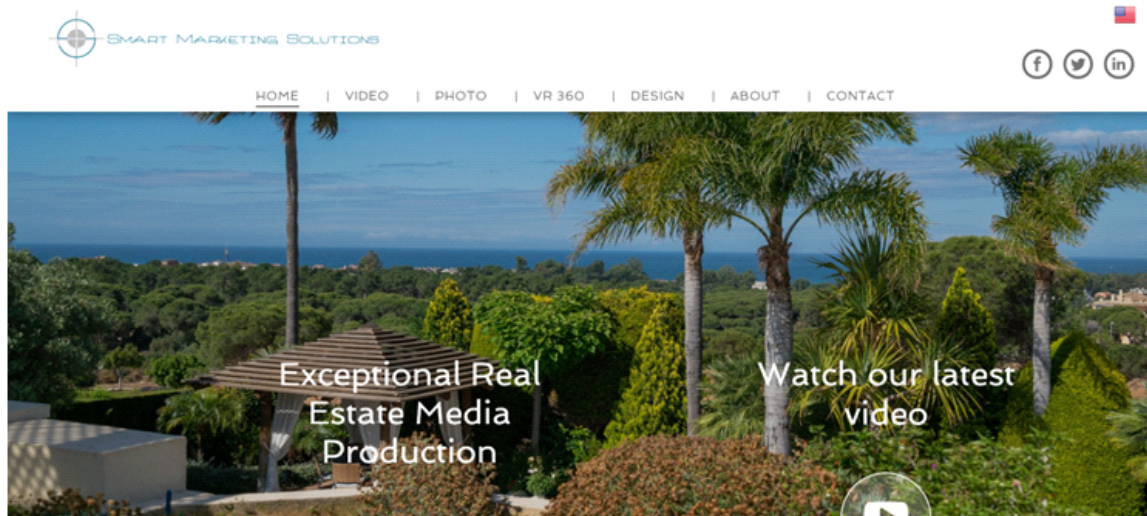 SMART MARKETING SOLUTIONS
HOME | VIDEO | PHOTO | VR 360 | DESIGN | ABOUT | CONTACT
Exceptional Real
Estate Media
Production
Watch our latest
video